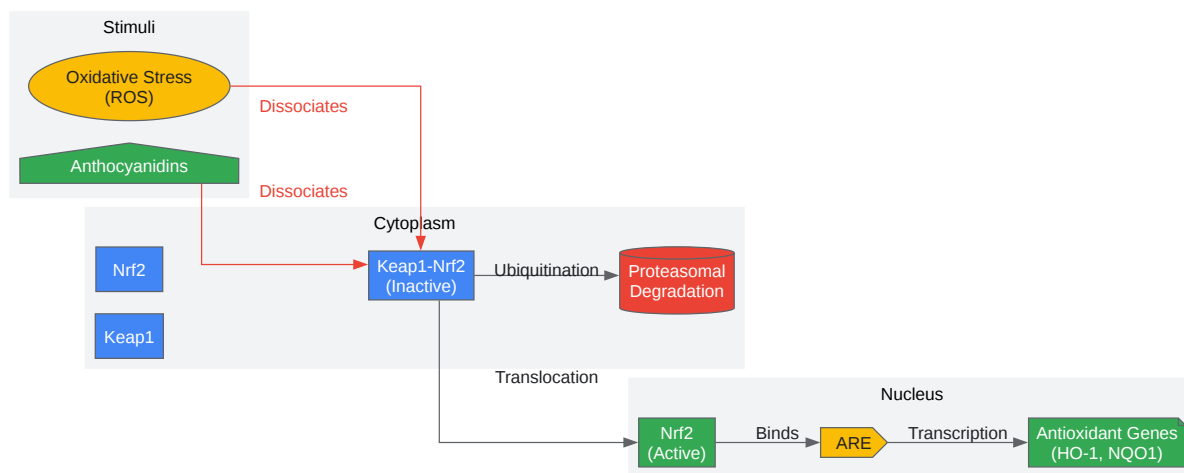 Stimuli
Oxidative Stress
(ROS)
Dissociates
Anthocyanidins
Dissociates
Cytoplasm
Nrf2
Keap1-Nrf2
(Inactive)
Ubiquitination
Proteasomal
Degradation
Keap1
Translocation
Nucleus
Nrf2
(Active)
Binds
ARE
Transcription
Antioxidant Genes
(HO-1, NQO1)